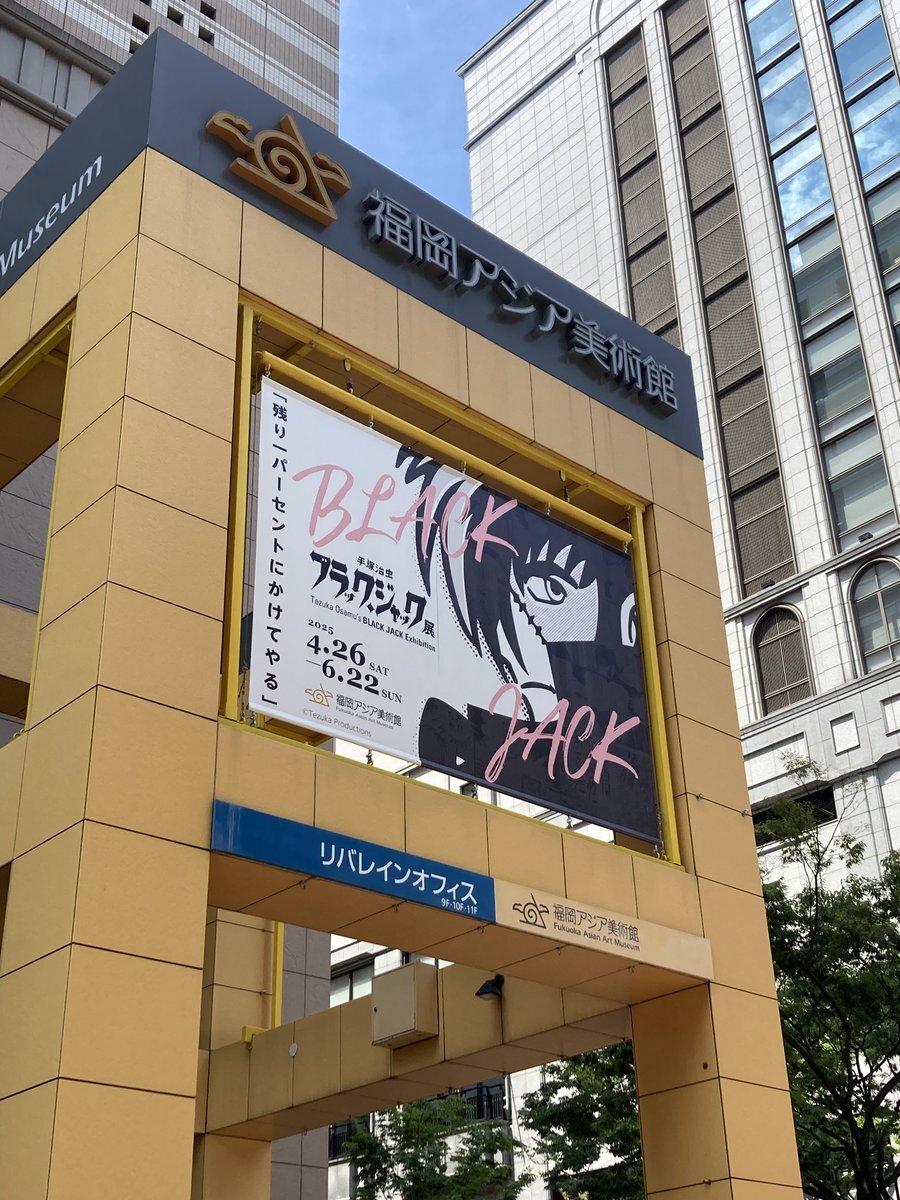 Museum
福岡アジア美術館
「残り一パーセントにかけてやる」
BLACK
手塚治虫
ブラック・ジャック展
Tezuka Osamu's BLACK JACK Exhibition
2025
4.26 SAT
—6.22 SUN
福岡アジア美術館
Fukuoka Asian Art Museum
©Tezuka Productions
JACK
リバレインオフィス
9F·10F·11F
福岡アジア美術館
Fukuoka Asian Art Museum